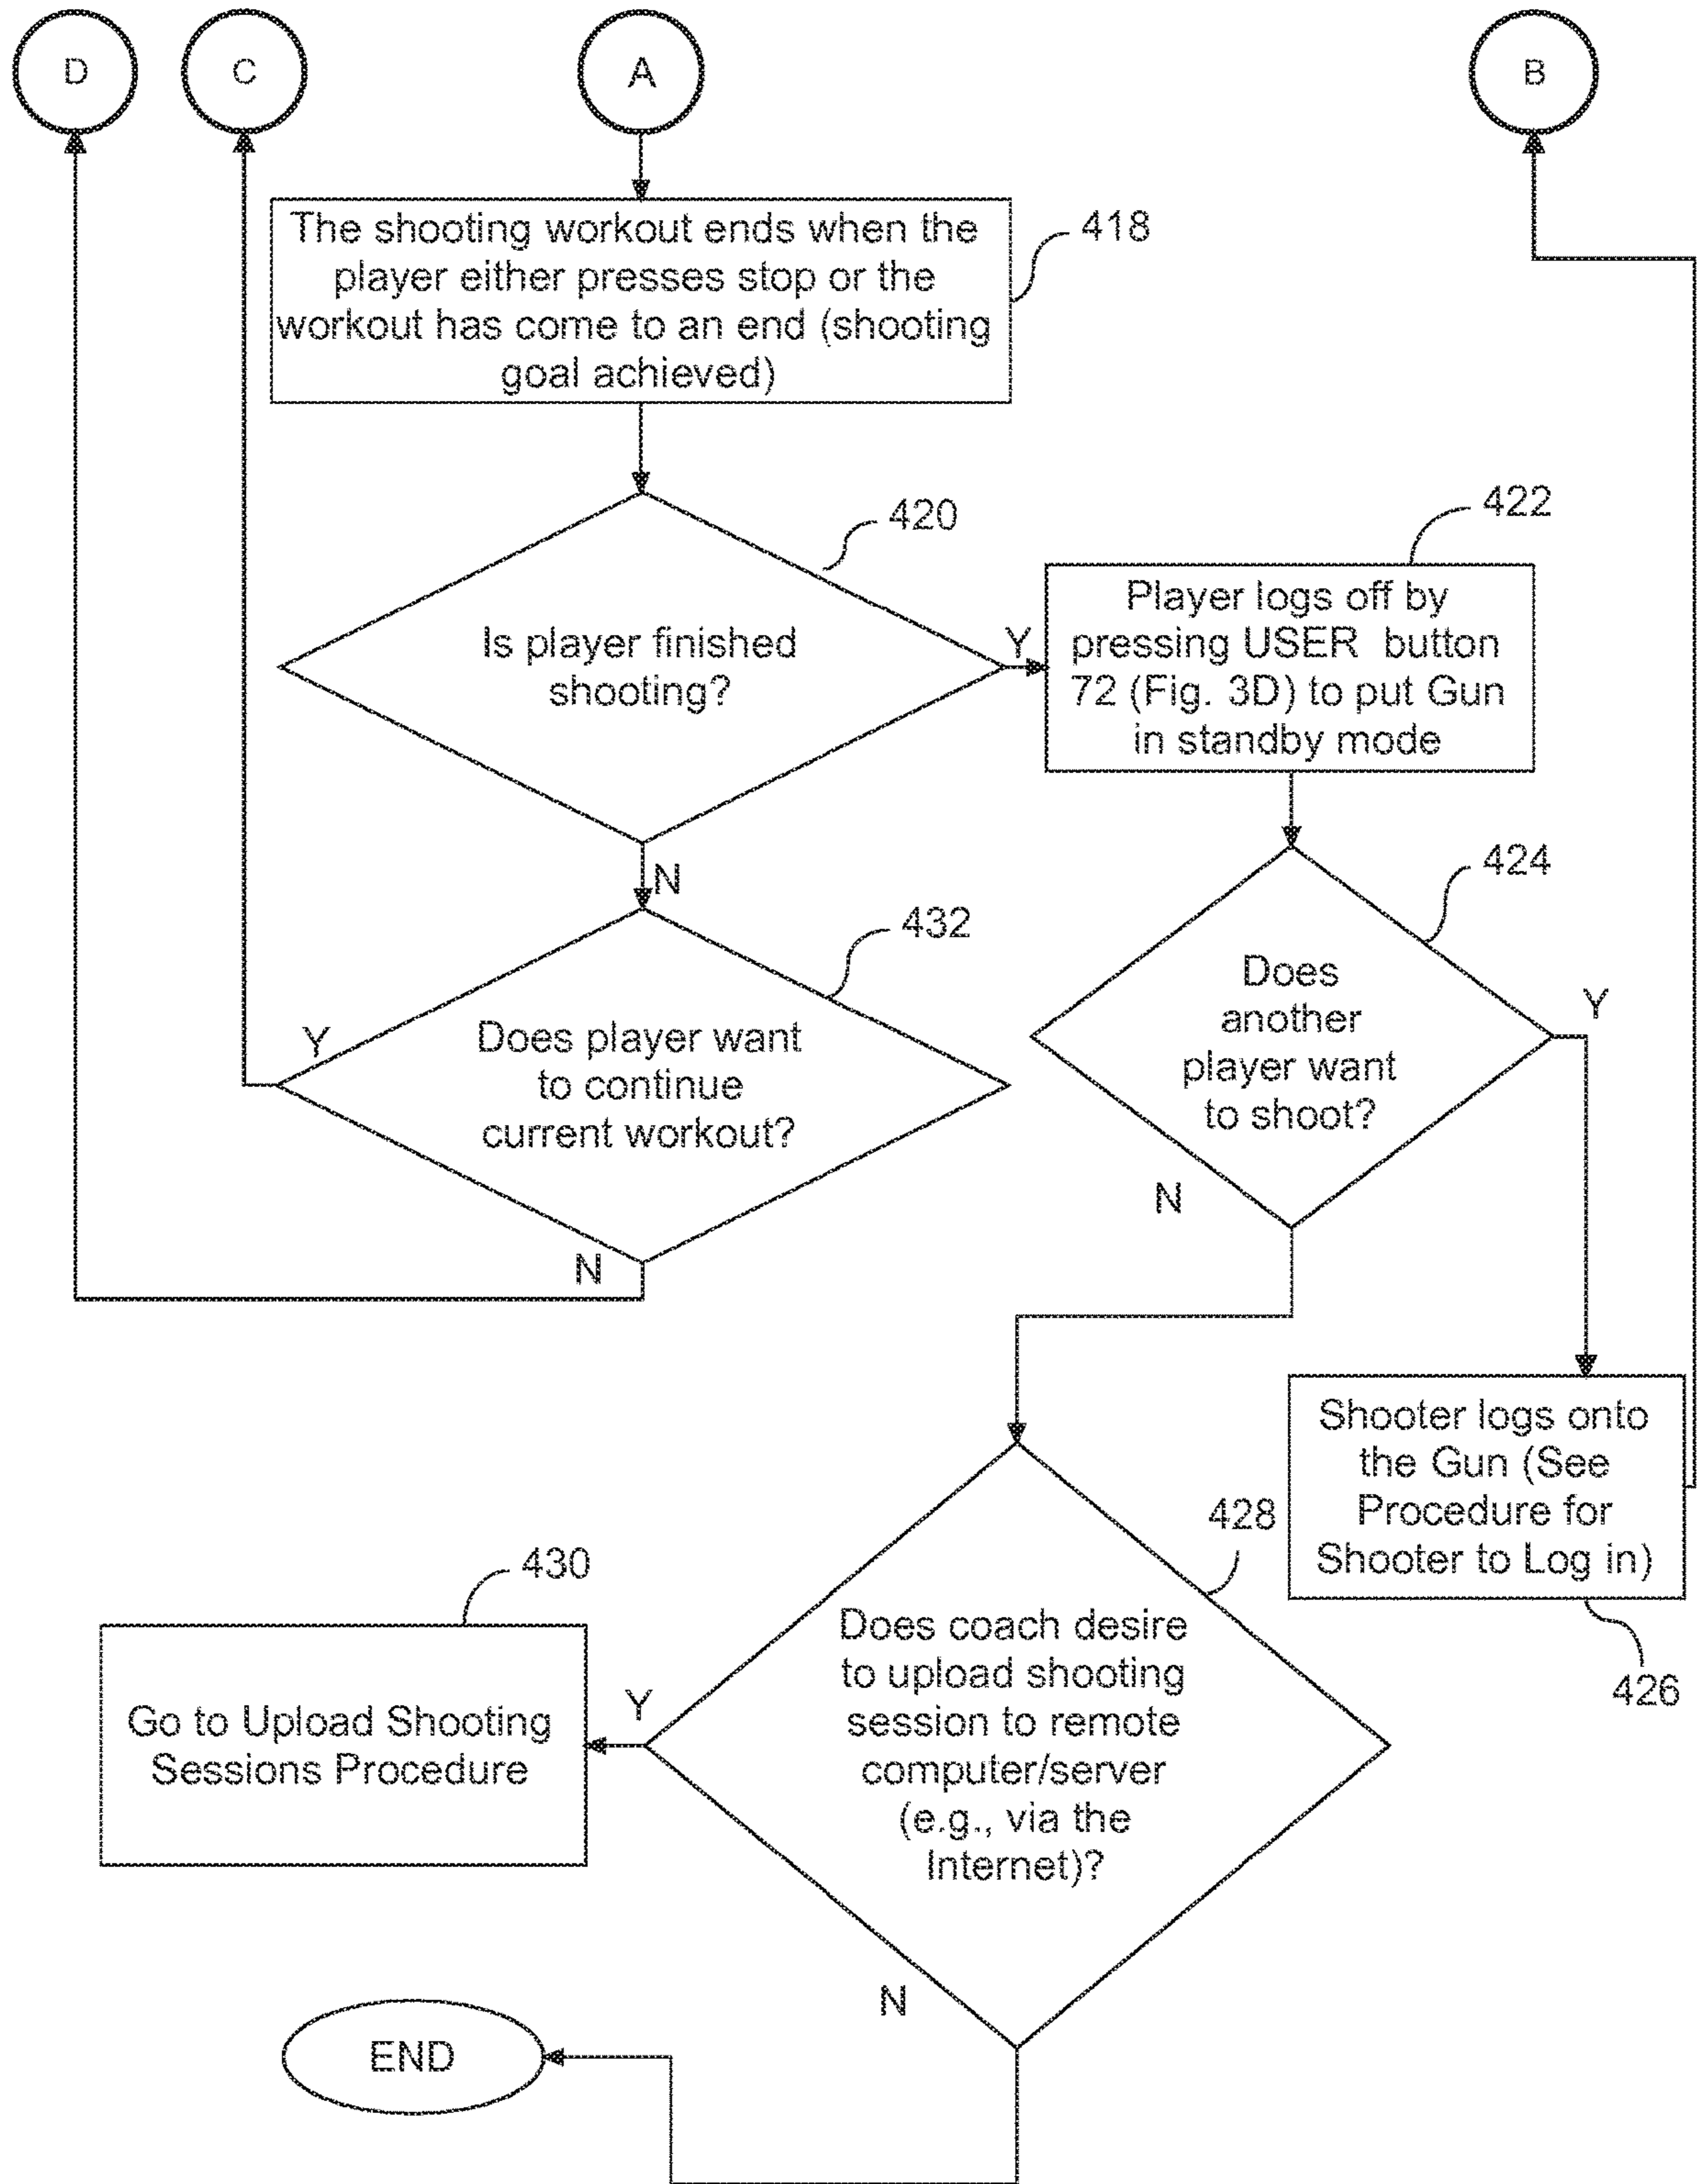 D
C
A
B
The shooting workout ends when the
player either presses stop or the
workout has come to an end (shooting
goal achieved)
418
420
Is player finished
shooting?
Y
422
Player logs off by
pressing USER button
72 (Fig. 3D) to put Gun
in standby mode
N
424
Does
another
player want
to shoot?
Y
N
432
Does player want
to continue
current workout?
Y
N
Shooter logs onto
the Gun (See
Procedure for
Shooter to Log in)
426
428
Does coach desire
to upload shooting
session to remote
computer/server
(e.g., via the
Internet)?
Y
430
Go to Upload Shooting
Sessions Procedure
N
END